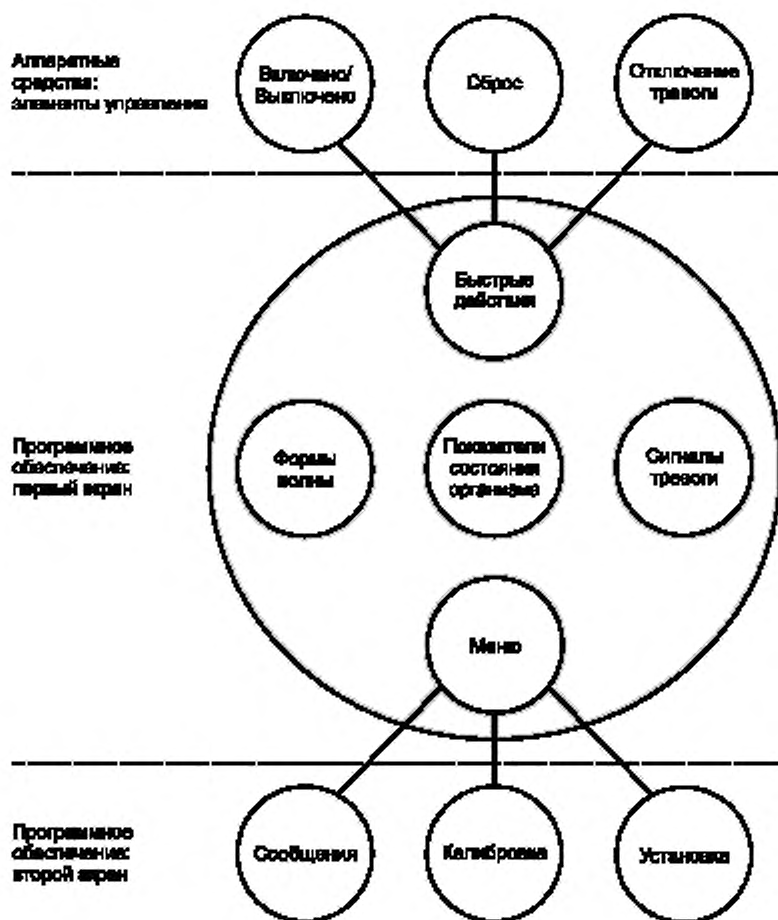 Аппаратные
средства:
элементы управления
Включено/
Выключено
Сброс
Отключение
тревоги
Быстрые
действия
Программное
обеспечение:
первый экран
Формы
волны
Показатели
состояния
организма
Сигналы
тревоги
Меню
Программное
обеспечение:
второй экран
Сообщения
Калибровка
Установка